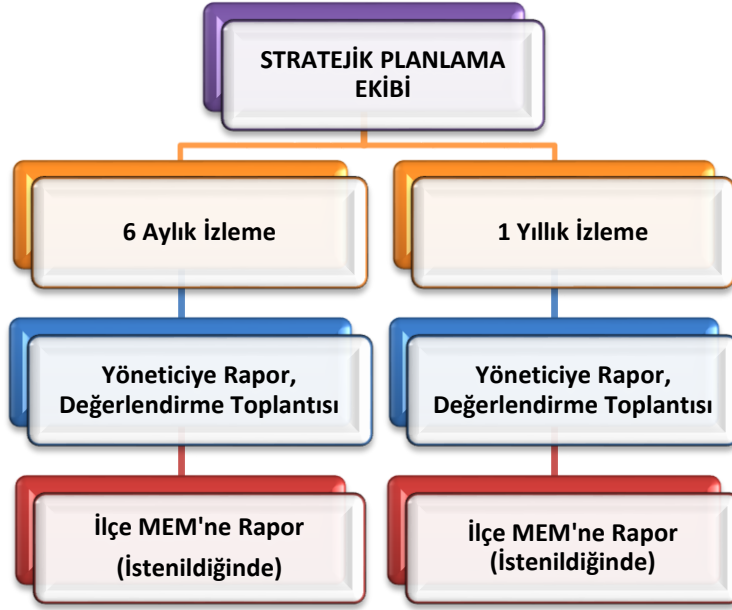 STRATEJİK PLANLAMA
EKİBİ
6 Aylık İzleme
1 Yıllık İzleme
Yöneticiye Rapor,
Değerlendirme Toplantısı
Yöneticiye Rapor,
Değerlendirme Toplantısı
İlçe MEM'ne Rapor
(İstenildiğinde)
İlçe MEM'ne Rapor
(İstenildiğinde)